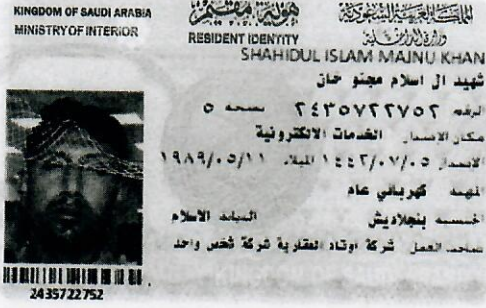 KINGDOM OF SAUDI ARABIA
MINISTRY OF INTERIOR
هوية مقيم
RESIDENT IDENTITY
المملكة العربية السعودية
وزارة الداخلية
SHAHIDUL ISLAM MAJNU KHAN
شهيد ال اسلام مجنو خان
الرقم ٢٤٣٥٧٢٢٧٥٢ نسخة ٥
مكان الاصدار الخدمات الالكترونية
الاصدار ١٤٤٢/٠٧/٠٥ الميلاد ١٩٨٩/٠٥/١١
المهنة كهربائي عام
الجنسية بنجلاديش الديانة الاسلام
صاحب العمل شركة اوتاد العقارية شركة شخص واحد
2435722752